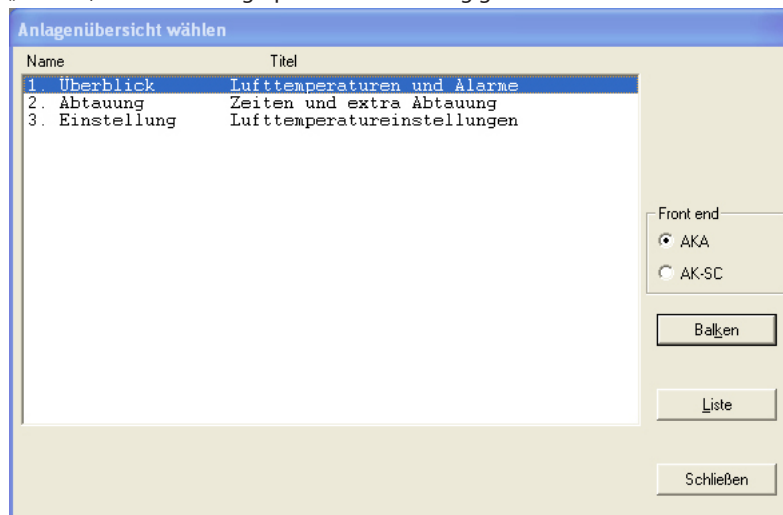 Anlagenübersicht wählen
Name Titel
1. Überblick Lufttemperaturen und Alarme
2. Abtauung Zeiten und extra Abtauung
3. Einstellung Lufttemperatureinstellungen
Front end
AKA
AK-SC
Balken
Liste
Schließen